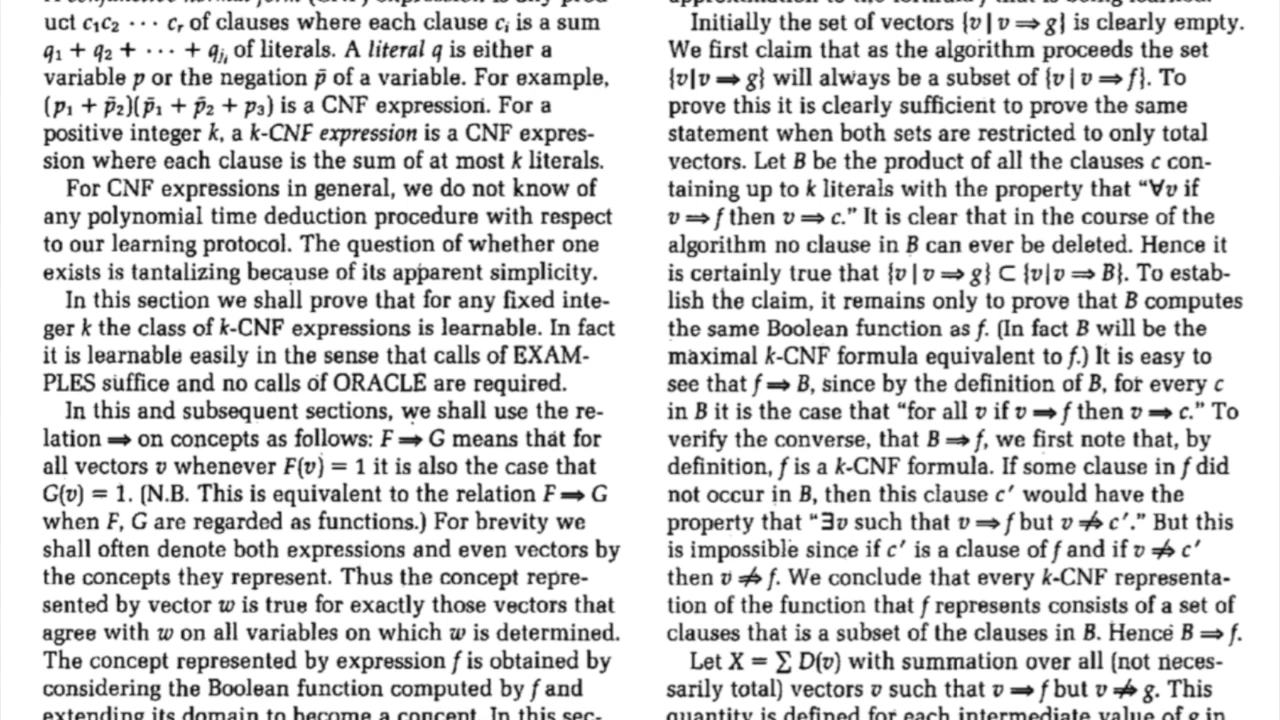 uct c₁c₂ ··· cᵣ of clauses where each clause cᵢ is a sum
q₁ + q₂ + ··· + qⱼᵢ of literals. A literal q is either a
variable p or the negation p̄ of a variable. For example,
(p₁ + p̄₂)(p̄₁ + p̄₂ + p₃) is a CNF expression. For a
positive integer k, a k-CNF expression is a CNF expres-
sion where each clause is the sum of at most k literals.
For CNF expressions in general, we do not know of
any polynomial time deduction procedure with respect
to our learning protocol. The question of whether one
exists is tantalizing because of its apparent simplicity.
In this section we shall prove that for any fixed inte-
ger k the class of k-CNF expressions is learnable. In fact
it is learnable easily in the sense that calls of EXAM-
PLES suffice and no calls of ORACLE are required.
In this and subsequent sections, we shall use the re-
lation ⇒ on concepts as follows: F ⇒ G means that for
all vectors v whenever F(v) = 1 it is also the case that
G(v) = 1. (N.B. This is equivalent to the relation F ⇒ G
when F, G are regarded as functions.) For brevity we
shall often denote both expressions and even vectors by
the concepts they represent. Thus the concept repre-
sented by vector w is true for exactly those vectors that
agree with w on all variables on which w is determined.
The concept represented by expression f is obtained by
considering the Boolean function computed by f and
extending its domain to become a concept. In this sec-
Initially the set of vectors {v | v ⇒ g} is clearly empty.
We first claim that as the algorithm proceeds the set
{v|v ⇒ g} will always be a subset of {v | v ⇒ f}. To
prove this it is clearly sufficient to prove the same
statement when both sets are restricted to only total
vectors. Let B be the product of all the clauses c con-
taining up to k literals with the property that “∀v if
v ⇒ f then v ⇒ c.” It is clear that in the course of the
algorithm no clause in B can ever be deleted. Hence it
is certainly true that {v | v ⇒ g} ⊂ {v|v ⇒ B}. To estab-
lish the claim, it remains only to prove that B computes
the same Boolean function as f. (In fact B will be the
maximal k-CNF formula equivalent to f.) It is easy to
see that f ⇒ B, since by the definition of B, for every c
in B it is the case that “for all v if v ⇒ f then v ⇒ c.” To
verify the converse, that B ⇒ f, we first note that, by
definition, f is a k-CNF formula. If some clause in f did
not occur in B, then this clause c′ would have the
property that “∃v such that v ⇒ f but v ⇏ c′.” But this
is impossible since if c′ is a clause of f and if v ⇏ c′
then v ⇏ f. We conclude that every k-CNF representa-
tion of the function that f represents consists of a set of
clauses that is a subset of the clauses in B. Hence B ⇒ f.
Let X = ∑ D(v) with summation over all (not neces-
sarily total) vectors v such that v ⇒ f but v ⇏ g. This
quantity is defined for each intermediate value of g in